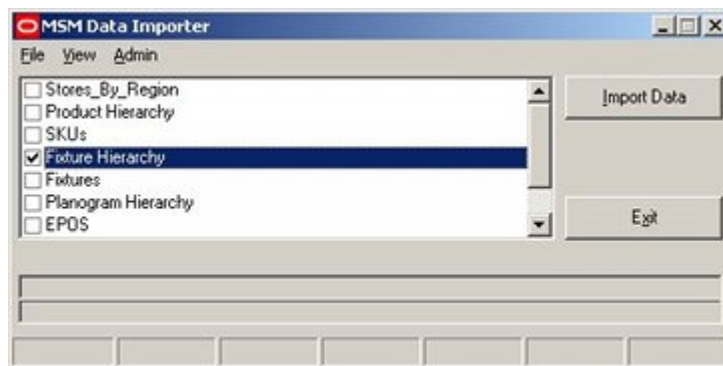 MSM Data Importer
File View Admin
Stores_By_Region
Product Hierarchy
SKUs
Fixture Hierarchy
Fixtures
Planogram Hierarchy
EPOS
Import Data
Exit